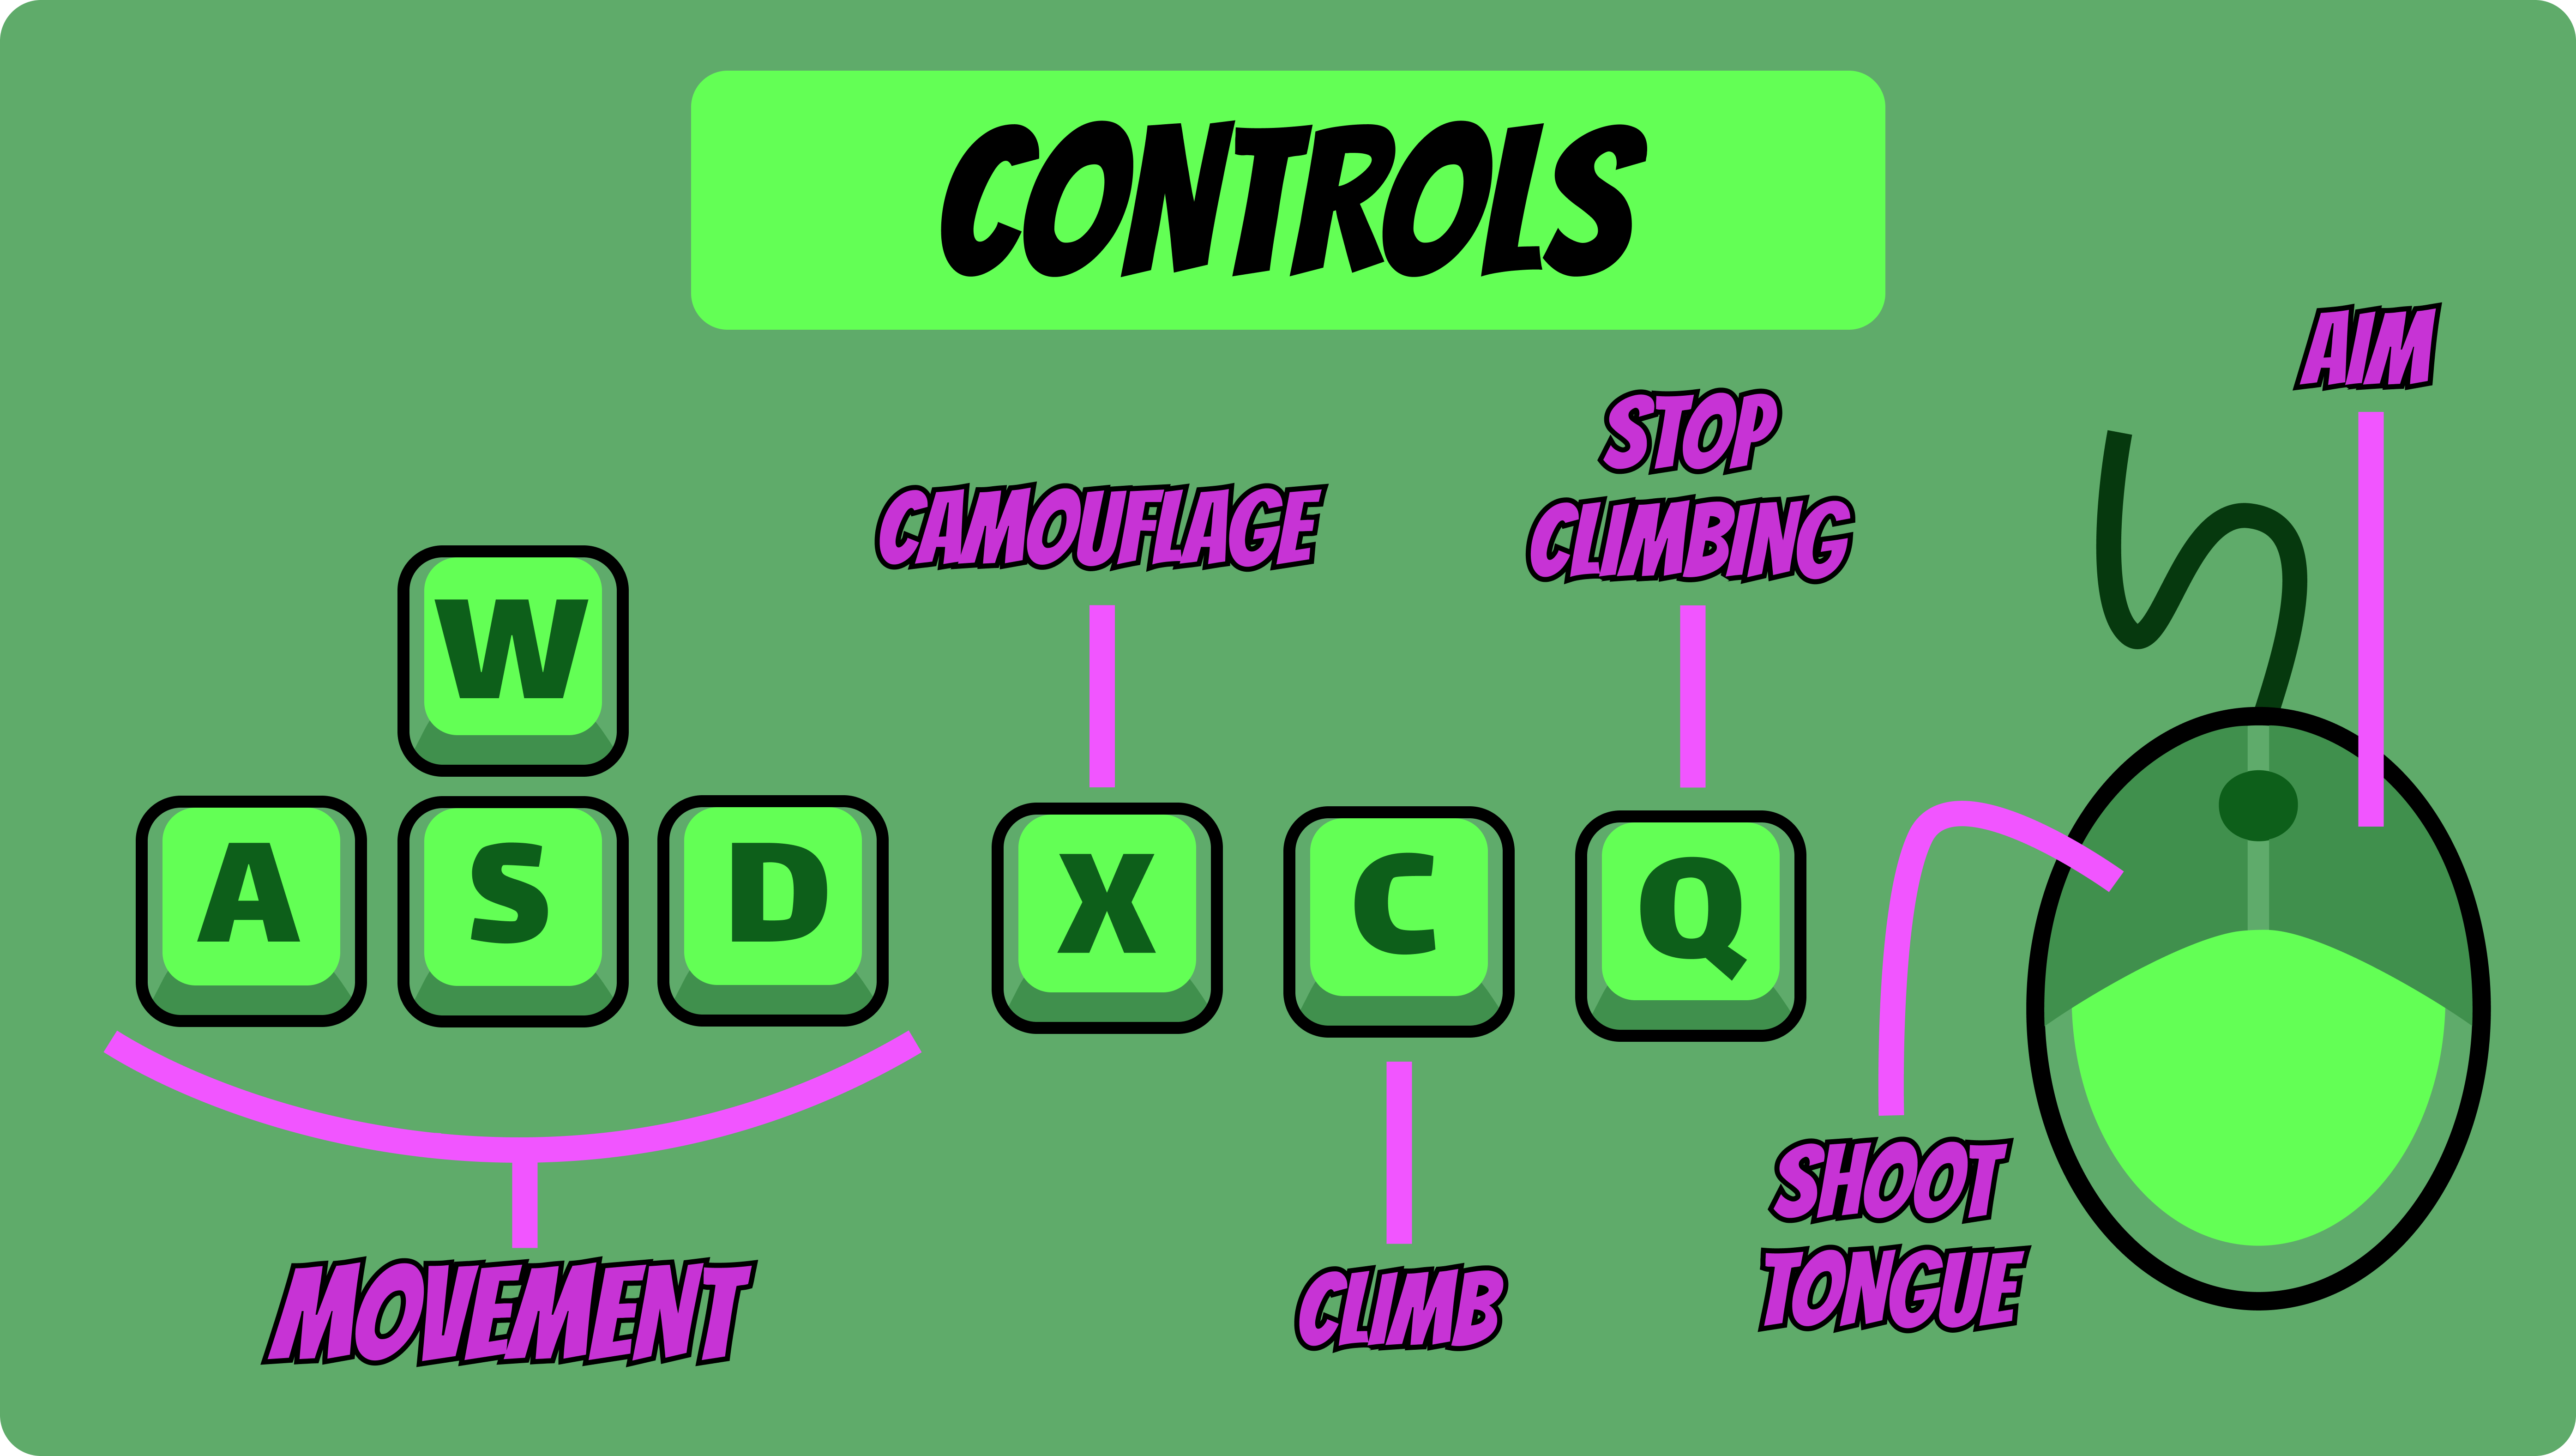 CONTROLS
AIM
STOP
CLIMBING
CAMOUFLAGE
W
A S D X C Q
SHOOT
TONGUE
MOVEMENT
CLIMB